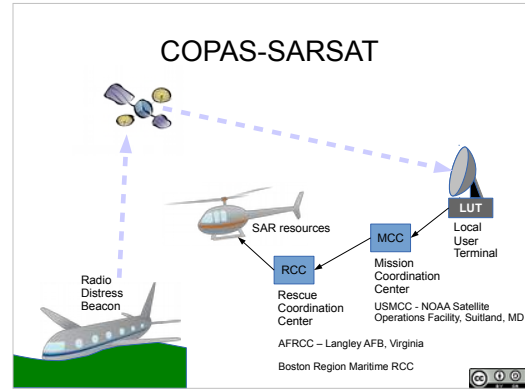 COPAS-SARSAT
LUT
Local
User
Terminal
SAR resources
MCC
Mission
Coordination
Center
RCC
Rescue
Coordination
Center
Radio
Distress
Beacon
USMCC - NOAA Satellite
Operations Facility, Suitland, MD
AFRCC – Langley AFB, Virginia
Boston Region Maritime RCC
cc